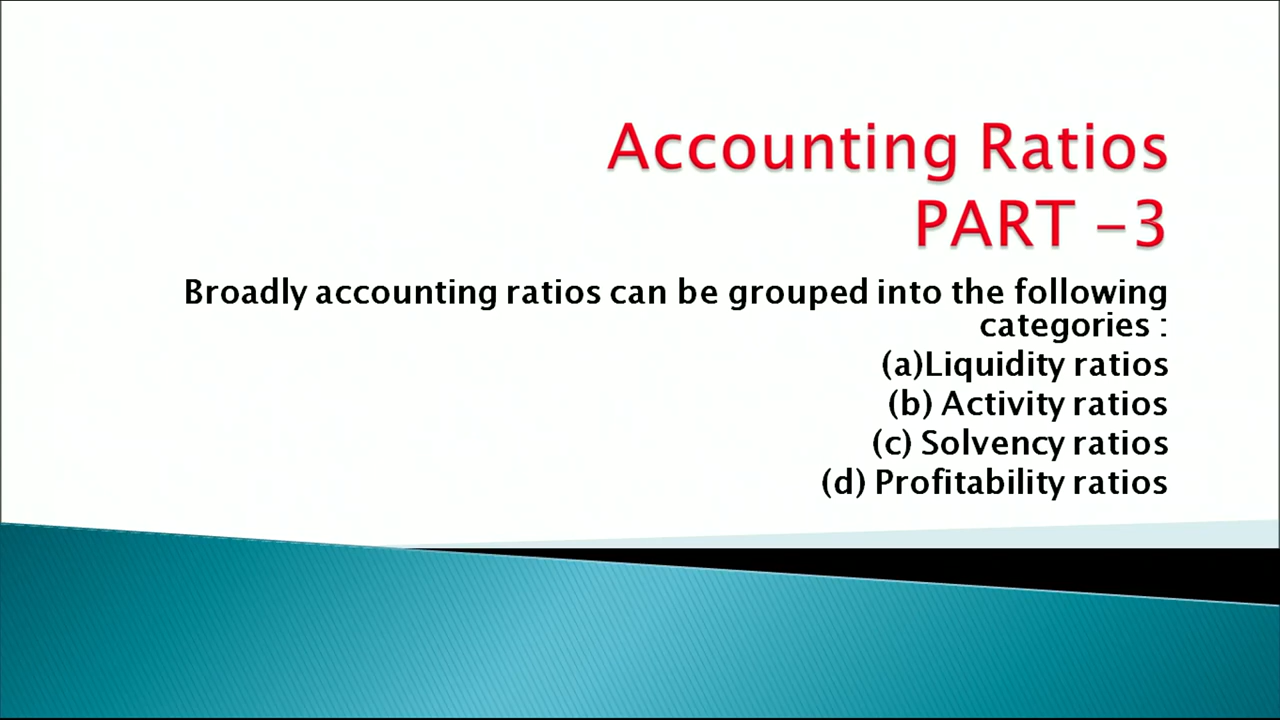 Accounting Ratios
PART -3
Broadly accounting ratios can be grouped into the following
categories :
(a)Liquidity ratios
(b) Activity ratios
(c) Solvency ratios
(d) Profitability ratios